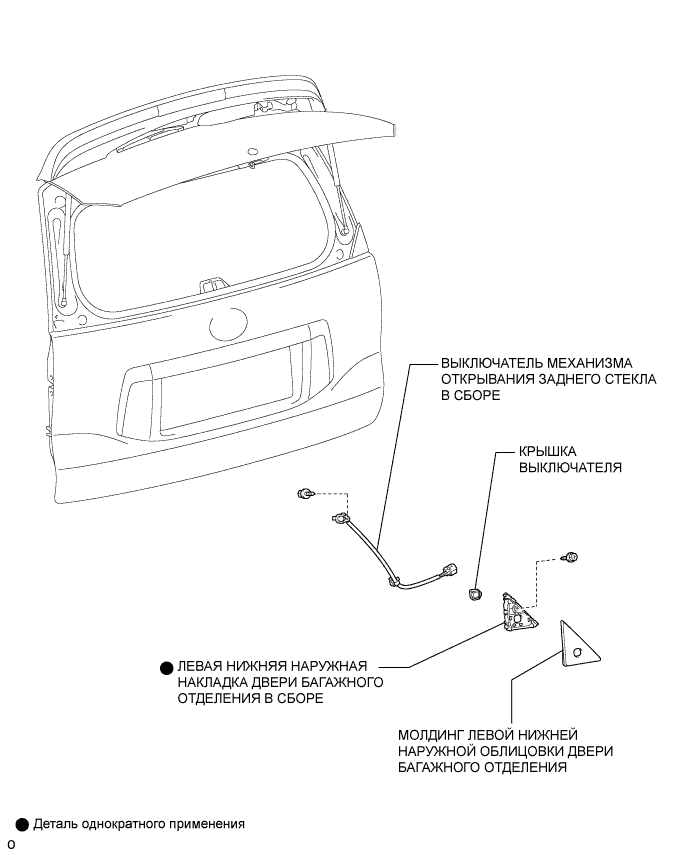 ВЫКЛЮЧАТЕЛЬ МЕХАНИЗМА
ОТКРЫВАНИЯ ЗАДНЕГО СТЕКЛА
В СБОРЕ
КРЫШКА
ВЫКЛЮЧАТЕЛЯ
ЛЕВАЯ НИЖНЯЯ НАРУЖНАЯ
НАКЛАДКА ДВЕРИ БАГАЖНОГО
ОТДЕЛЕНИЯ В СБОРЕ
МОЛДИНГ ЛЕВОЙ НИЖНЕЙ
НАРУЖНОЙ ОБЛИЦОВКИ ДВЕРИ
БАГАЖНОГО ОТДЕЛЕНИЯ
Деталь однократного применения
O